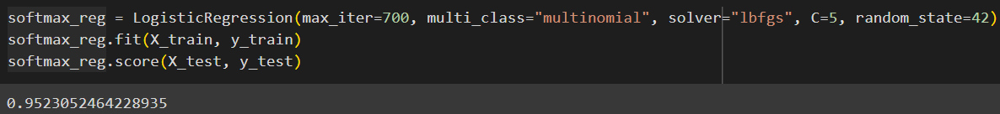 softmax_reg = LogisticRegression(max_iter=700, multi_class="multinomial", solver="lbfgs", C=5, random_state=42)
softmax_reg.fit(X_train, y_train)
softmax_reg.score(X_test, y_test)
0.9523052464228935